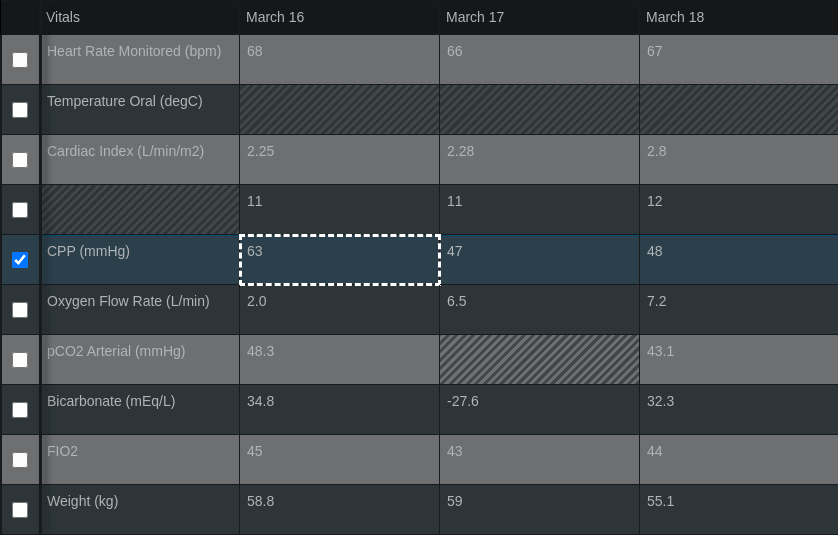 Vitals March 16 March 17 March 18
Heart Rate Monitored (bpm) 68 66 67
Temperature Oral (degC)
Cardiac Index (L/min/m2) 2.25 2.28 2.8
11 11 12
CPP (mmHg) 63 47 48
Oxygen Flow Rate (L/min) 2.0 6.5 7.2
pCO2 Arterial (mmHg) 48.3 43.1
Bicarbonate (mEq/L) 34.8 -27.6 32.3
FIO2 45 43 44
Weight (kg) 58.8 59 55.1